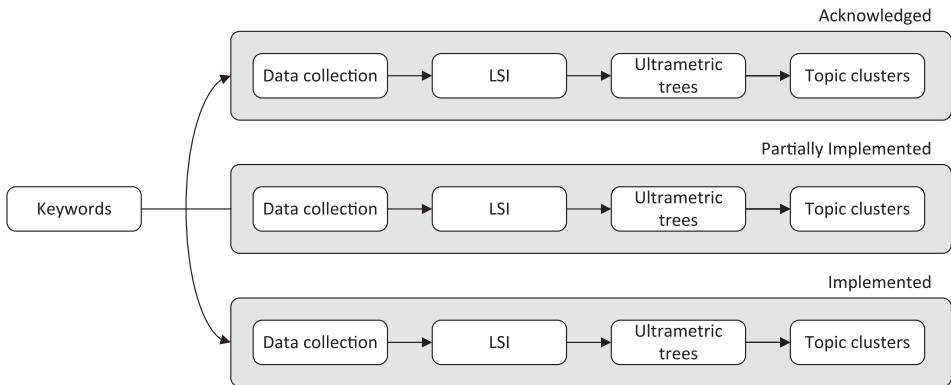 Acknowledged
Data collection
LSI
Ultrametric
trees
Topic clusters
Partially Implemented
Keywords
Data collection
LSI
Ultrametric
trees
Topic clusters
Implemented
Data collection
LSI
Ultrametric
trees
Topic clusters